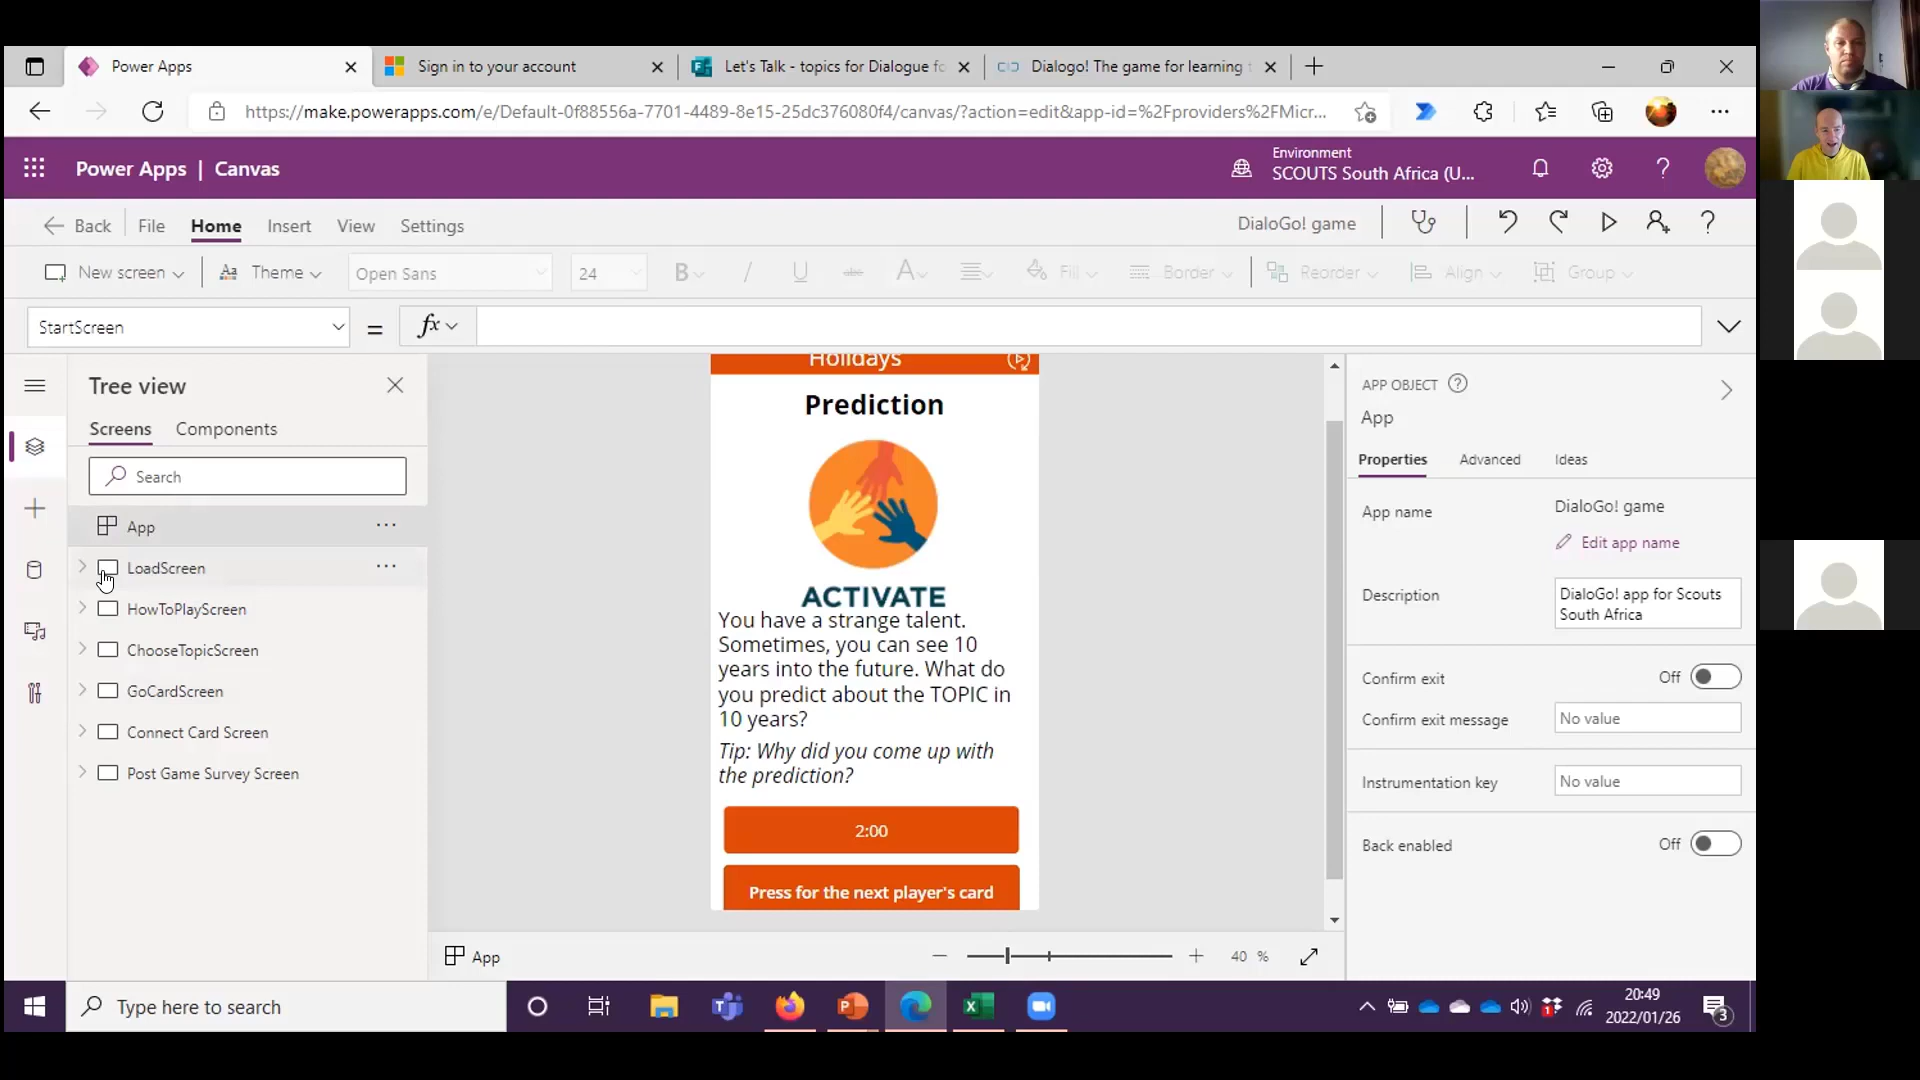 Power Apps
Sign in to your account
Let's Talk - topics for Dialogue fo
Dialogo! The game for learning t
https://make.powerapps.com/e/Default-0f88556a-7701-4489-8e15-25dc376080f4/canvas/?action=edit&app-id=%2Fproviders%2FMicr...
Power Apps | Canvas
Environment
SCOUTS South Africa (U...
Back
File
Home
Insert
View
Settings
DialoGo! game
New screen
Theme
Open Sans
24
B
I
U
abc
A
Fill
Border
Reorder
Align
Group
StartScreen
=
fx
Tree view
Screens
Components
Search
App
LoadScreen
HowToPlayScreen
ChooseTopicScreen
GoCardScreen
Connect Card Screen
Post Game Survey Screen
Holidays
Prediction
ACTIVATE
You have a strange talent.
Sometimes, you can see 10
years into the future. What do
you predict about the TOPIC in
10 years?
Tip: Why did you come up with
the prediction?
2:00
Press for the next player's card
App
40 %
APP OBJECT
App
Properties
Advanced
Ideas
App name
DialoGo! game
Edit app name
Description
DialoGo! app for Scouts
South Africa
Confirm exit
Off
Confirm exit message
No value
Instrumentation key
No value
Back enabled
Off
Type here to search
20:49
2022/01/26
3